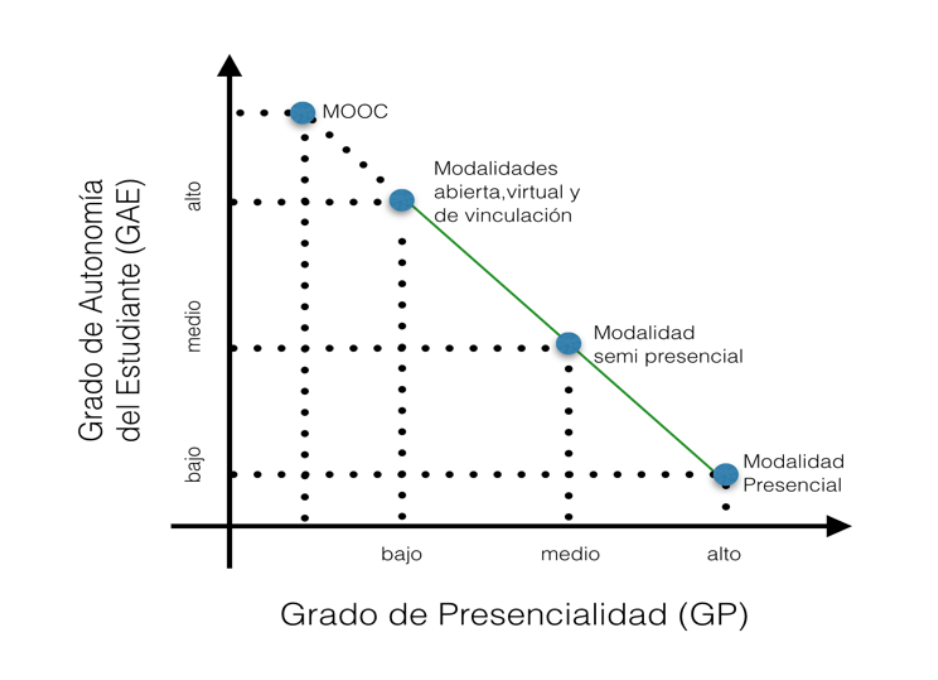 MOOC
Modalidades
abierta,virtual y
de vinculación
Modalidad
semi presencial
Modalidad
Presencial
Grado de Autonomía
del Estudiante (GAE)
alto
medio
bajo
bajo
medio
alto
Grado de Presencialidad (GP)